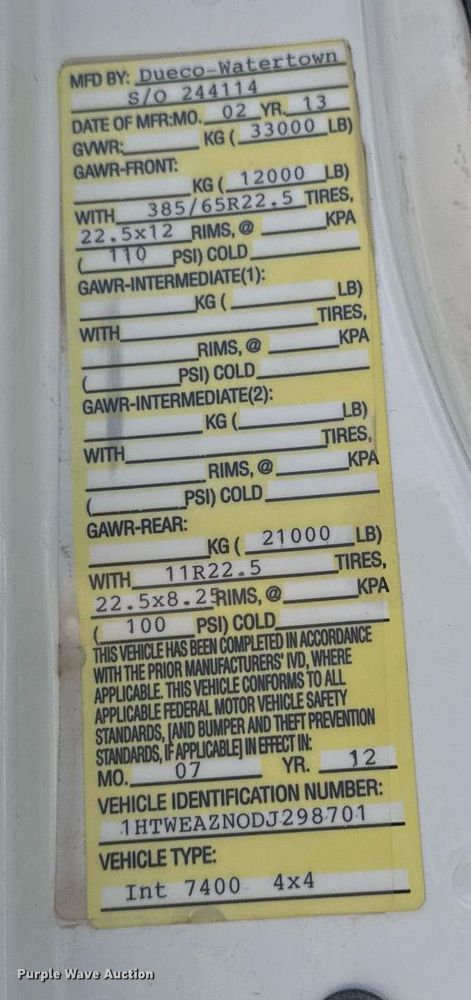 MFD BY: Dueco-Watertown
S/O 244114
DATE OF MFR:MO. 02 YR. 13
GVWR: KG ( 33000 LB)
GAWR-FRONT:
KG ( 12000 LB)
WITH 385/65R22.5 TIRES,
22.5x12 RIMS, @ KPA
( 110 PSI) COLD
GAWR-INTERMEDIATE(1):
KG ( LB)
WITH TIRES,
RIMS, @ KPA
( PSI) COLD
GAWR-INTERMEDIATE(2):
KG ( LB)
WITH TIRES,
RIMS, @ KPA
( PSI) COLD
GAWR-REAR:
KG ( 21000 LB)
WITH 11R22.5 TIRES,
22.5x8.25 RIMS, @ KPA
( 100 PSI) COLD
THIS VEHICLE HAS BEEN COMPLETED IN ACCORDANCE
WITH THE PRIOR MANUFACTURERS' IVD, WHERE
APPLICABLE. THIS VEHICLE CONFORMS TO ALL
APPLICABLE FEDERAL MOTOR VEHICLE SAFETY
STANDARDS, [AND BUMPER AND THEFT PREVENTION
STANDARDS, IF APPLICABLE] IN EFFECT IN:
MO. 07 YR. 12
VEHICLE IDENTIFICATION NUMBER:
1HTWEAZNODJ298701
VEHICLE TYPE:
Int 7400 4x4
Purple Wave Auction